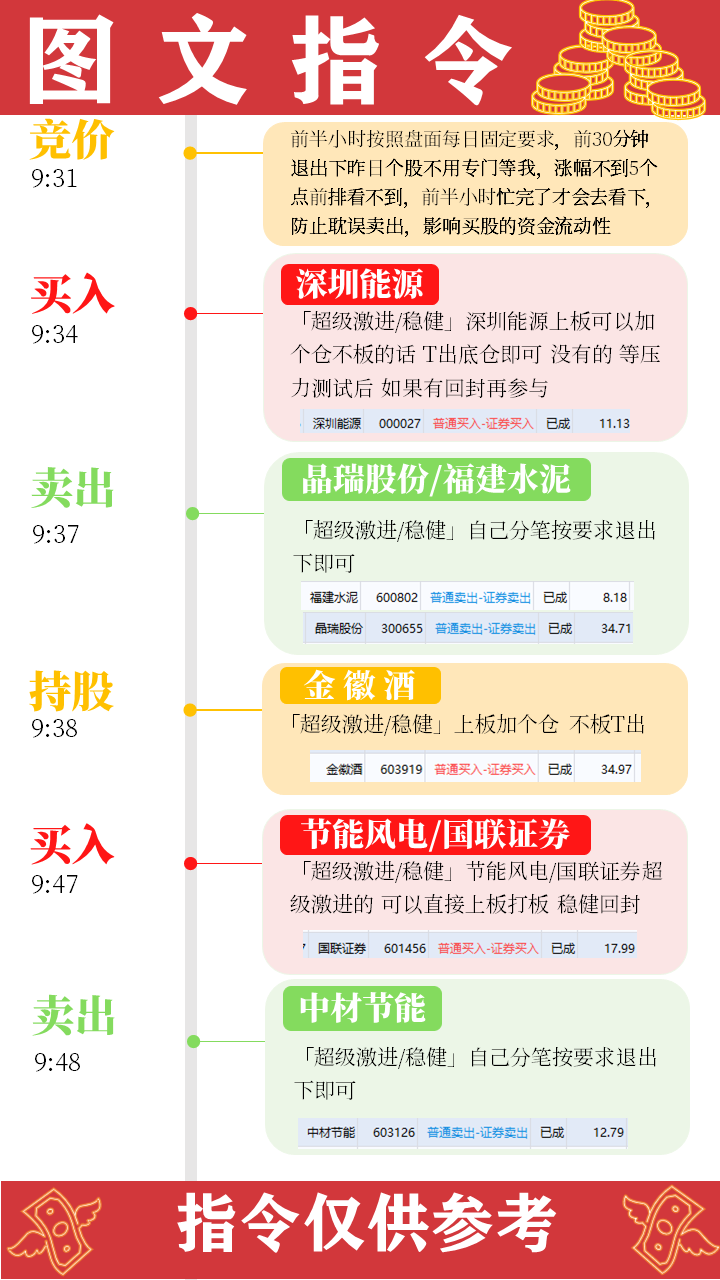 图文指令
竞价
9:31
前半小时按照盘面每日固定要求，前30分钟
退出下昨日个股不用专门等我，涨幅不到5个
点前排看不到，前半小时忙完了才会去看下，
防止耽误卖出，影响买股的资金流动性
买入
9:34
深圳能源
「超级激进/稳健」深圳能源上板可以加
个仓不板的话 T出底仓即可 没有的 等压
力测试后 如果有回封再参与
深圳能源 000027 普通买入-证券买入 已成 11.13
卖出
9:37
晶瑞股份/福建水泥
「超级激进/稳健」自己分笔按要求退出
下即可
福建水泥 600802 普通卖出-证券卖出 已成 8.18
晶瑞股份 300655 普通卖出-证券卖出 已成 34.71
持股
9:38
金徽酒
「超级激进/稳健」上板加个仓 不板T出
金徽酒 603919 普通买入-证券买入 已成 34.97
买入
9:47
节能风电/国联证券
「超级激进/稳健」节能风电/国联证券超
级激进的 可以直接上板打板 稳健回封
国联证券 601456 普通买入-证券买入 已成 17.99
卖出
9:48
中材节能
「超级激进/稳健」自己分笔按要求退出
下即可
中材节能 603126 普通卖出-证券卖出 已成 12.79
指令仅供参考